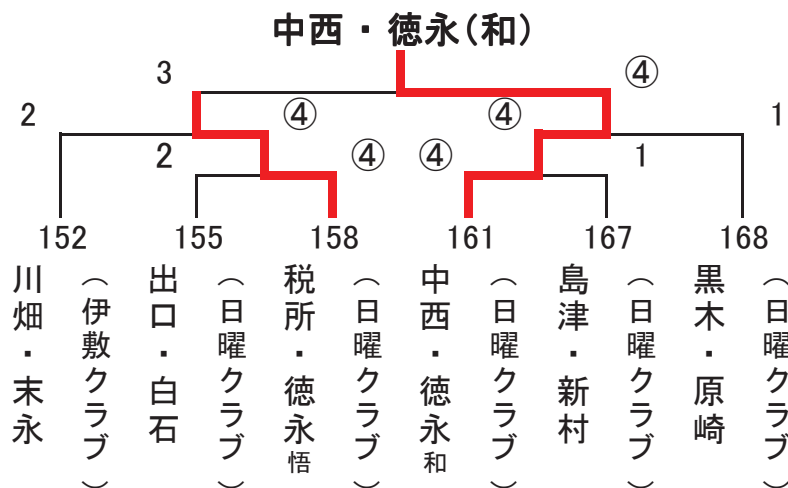 中西・徳永(和)
3 ④
2 ④ ④ 1
2 ④ ④ 1
152 155 158 161 167 168
川畑・末永
(伊敷クラブ)
出口・白石
(日曜クラブ)
税所・徳永悟
(日曜クラブ)
中西・徳永和
(日曜クラブ)
島津・新村
(日曜クラブ)
黒木・原崎
(日曜クラブ)